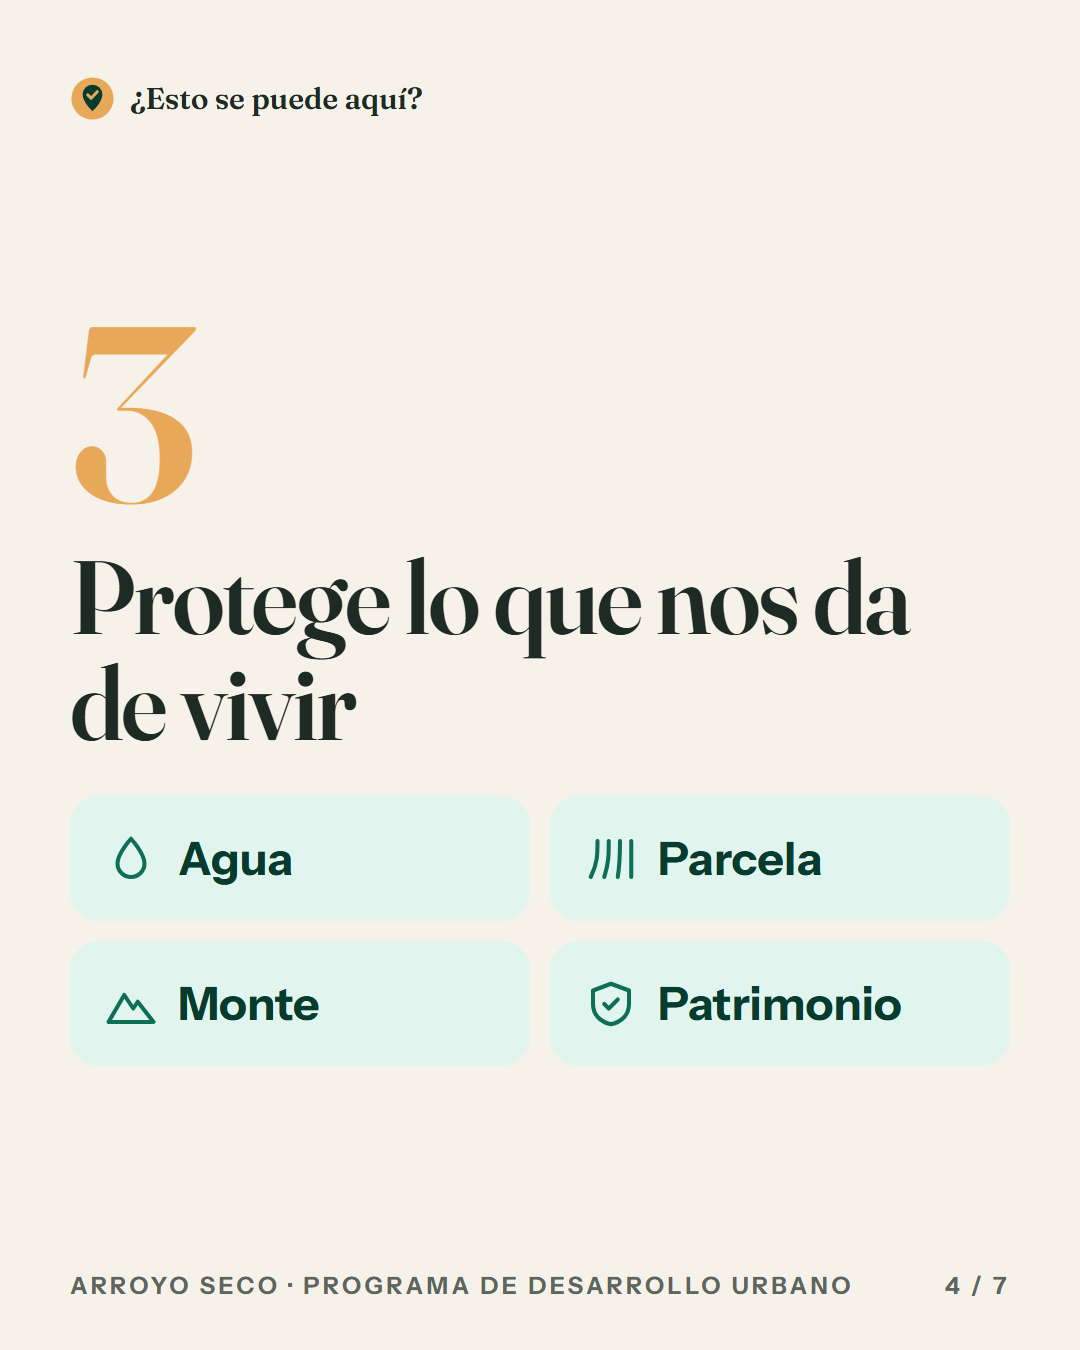 ¿Esto se puede aquí?
3
Protege lo que nos da
de vivir
Agua
Parcela
Monte
Patrimonio
ARROYO SECO · PROGRAMA DE DESARROLLO URBANO
4 / 7